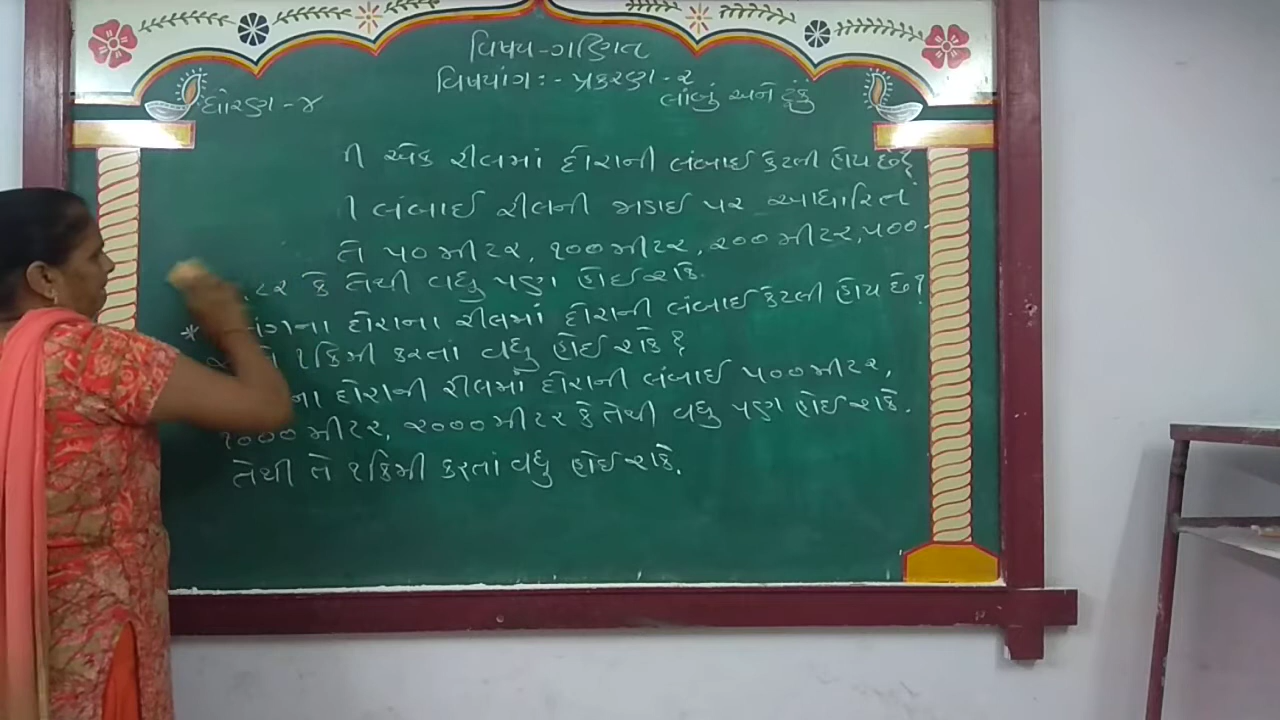 વિષય-ગણિત
વિષયાંગ:- પ્રકરણ-૨
ધોરણ-૪
લાંબું અને ટૂંકું
એક રીલમાં દોરાની લંબાઈ કેટલી હોય છે?
લંબાઈ રીલની જાડાઈ પર આધારિત
તે ૫૦ મીટર, ૧૦૦ મીટર, ૨૦૦ મીટર, ૫૦૦
ટર કે તેથી વધુ પણ હોઈ શકે.
* દોરાના રીલમાં દોરાની લંબાઈ કેટલી હોય છે?
૧ કિમી કરતાં વધુ હોઈ શકે?
ના દોરાની રીલમાં દોરાની લંબાઈ ૫૦૦ મીટર,
૧૦૦૦ મીટર, ૨૦૦૦ મીટર કે તેથી વધુ પણ હોઈ શકે.
તેથી તે ૧ કિમી કરતાં વધુ હોઈ શકે.